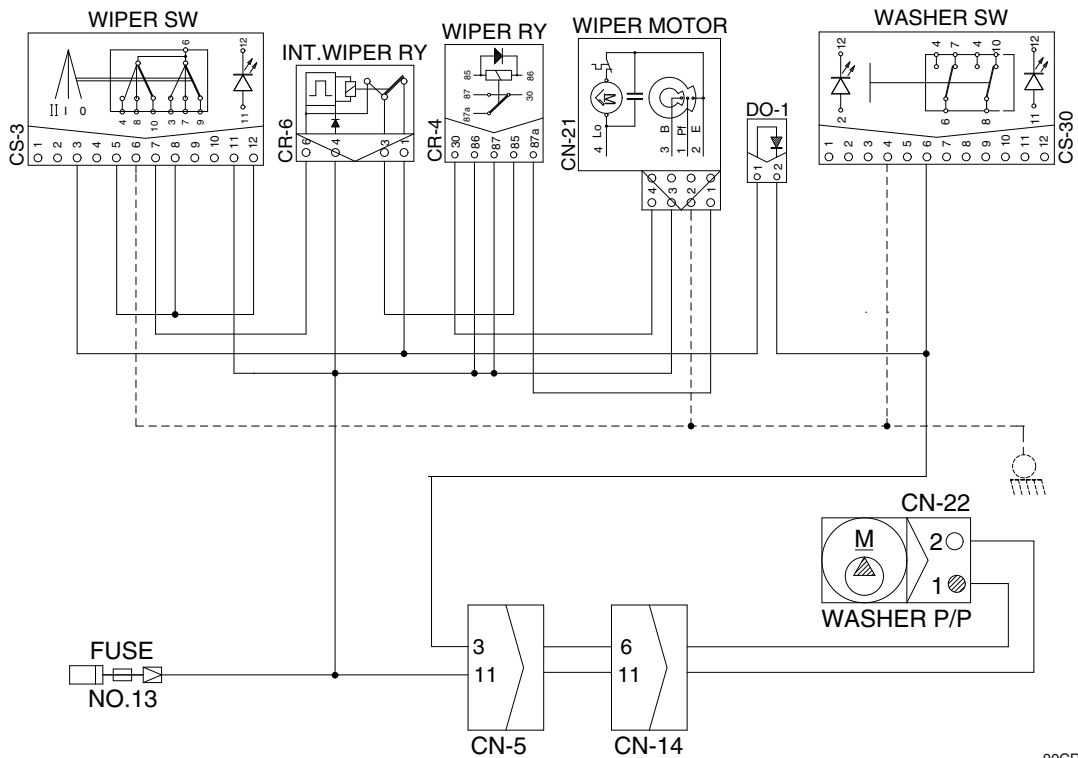 WIPER SW
INT.WIPER RY
WIPER RY
WIPER MOTOR
WASHER SW
6
12
II I 0
4 8 10 3 7 9
11
CS-3
1 2 3 4 5 6 7 8 9 10 11 12
CR-6
6 4 3 1
85 86
87 30
87a
CR-4
30 86 87 85 87a
M
Lo B Pf E
4 3 1 2
CN-21
4 3 2 1
DO-1
1 2
12
2
4 7 4 10
6 8
12
11
1 2 3 4 5 6 7 8 9 10 11 12
CS-30
CN-22
M
2
1
WASHER P/P
FUSE
NO.13
3
11
CN-5
6
11
CN-14